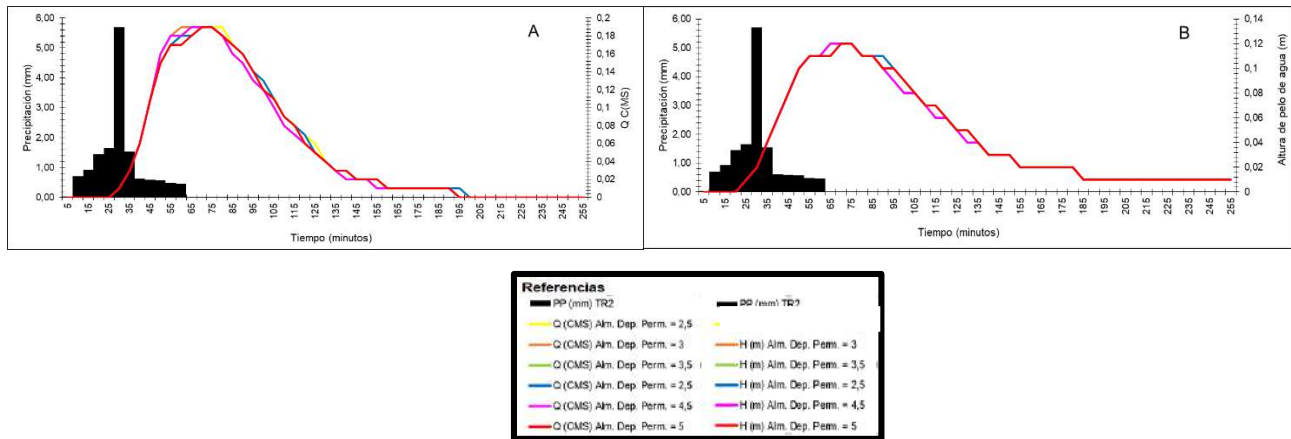 6,00
5,00
4,00
3,00
2,00
1,00
0,00
Precipitación (mm)
A
0,2
0,18
0,16
0,14
0,12
0,1
0,08
0,06
0,04
0,02
0
Q C(MS)
5 15 25 35 45 55 65 75 85 95 105 115 125 135 145 155 165 175 185 195 205 215 225 235 245 255
Tiempo (minutos)
6,00
5,00
4,00
3,00
2,00
1,00
0,00
Precipitación (mm)
B
0,14
0,12
0,1
0,08
0,06
0,04
0,02
0
Altura de pelo de agua (m)
5 15 25 35 45 55 65 75 85 95 105 115 125 135 145 155 165 175 185 195 205 215 225 235 245 255
Tiempo (minutos)
Referencias
PP (mm) TR2 PP (mm) TR2
Q (CMS) Alm. Dep. Perm. = 2,5
Q (CMS) Alm. Dep. Perm. = 3 H (m) Alm. Dep. Perm. = 3
Q (CMS) Alm. Dep. Perm. = 3,5 H (m) Alm. Dep. Perm. = 3,5
Q (CMS) Alm. Dep. Perm. = 2,5 H (m) Alm. Dep. Perm. = 2,5
Q (CMS) Alm. Dep. Perm. = 4,5 H (m) Alm. Dep. Perm. = 4,5
Q (CMS) Alm. Dep. Perm. = 5 H (m) Alm. Dep. Perm. = 5